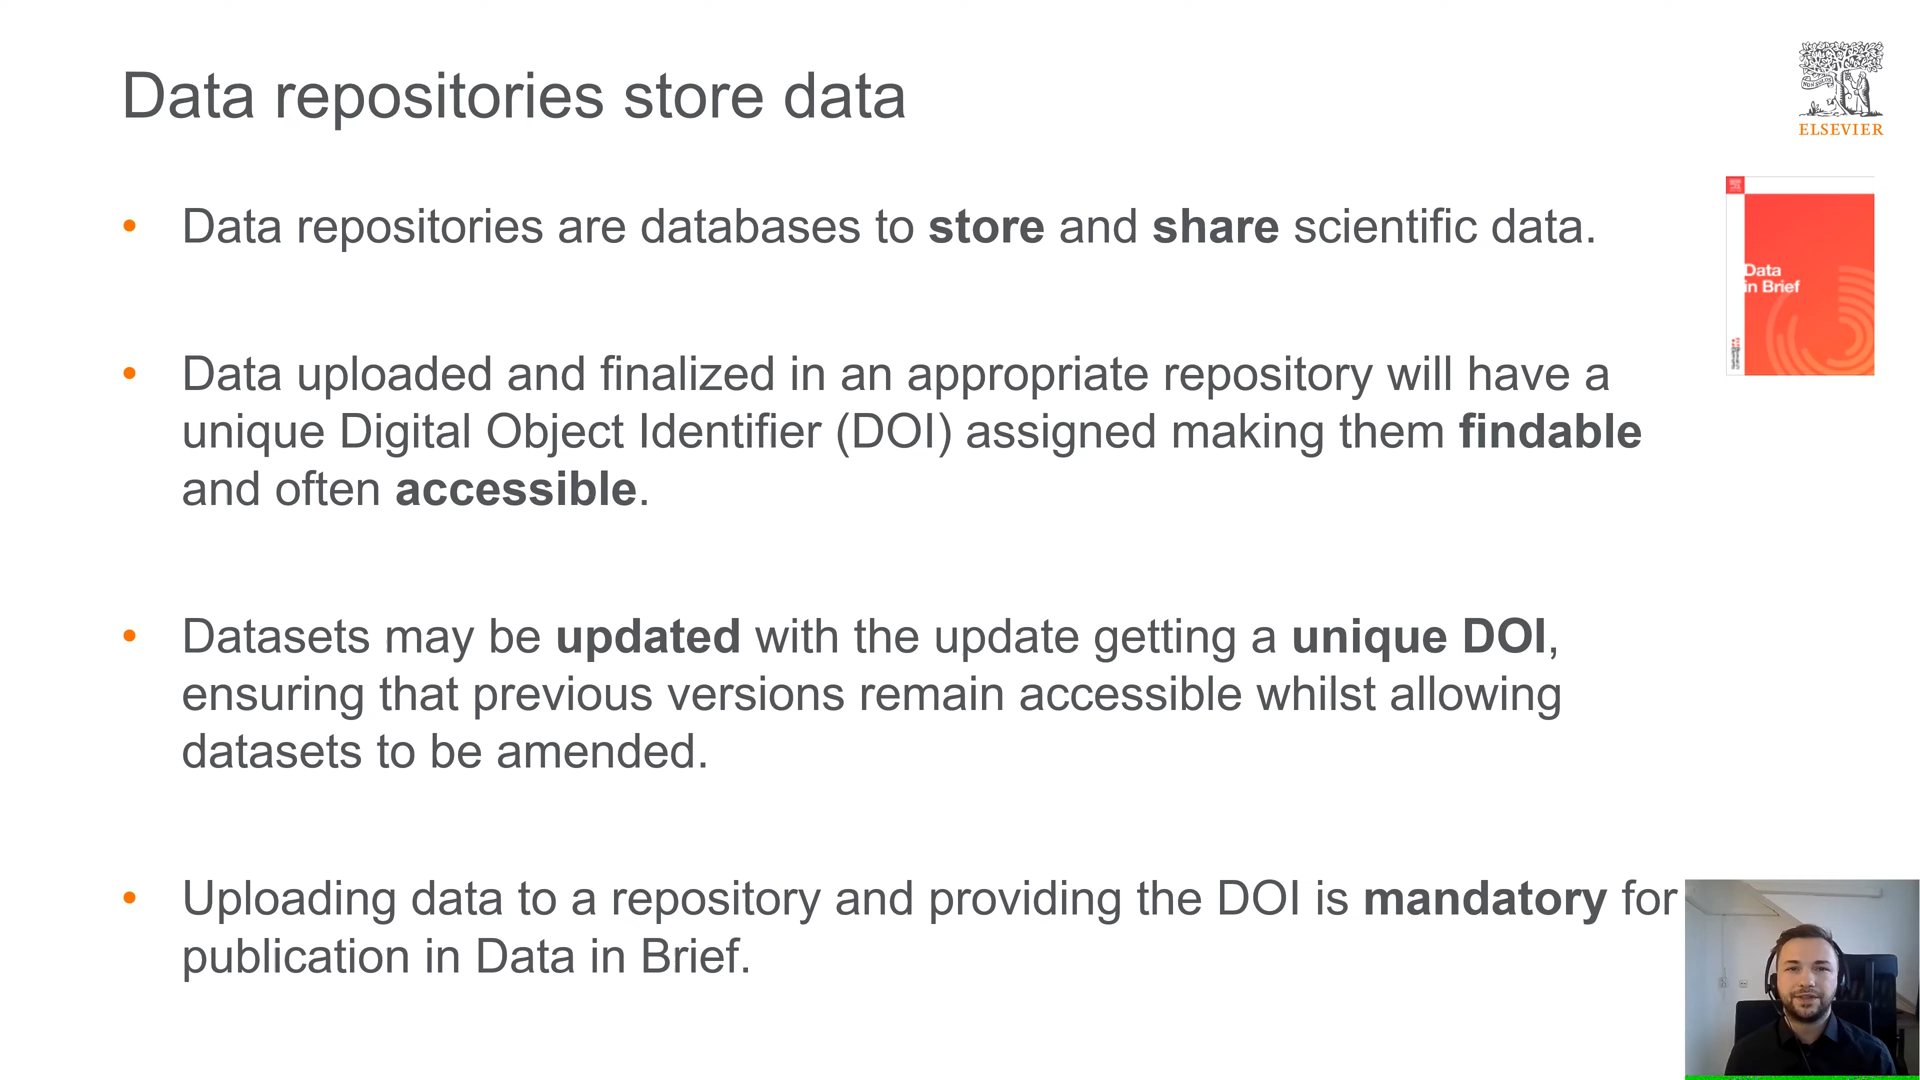 Data repositories store data
ELSEVIER
• Data repositories are databases to store and share scientific data.
Data
in Brief
• Data uploaded and finalized in an appropriate repository will have a
unique Digital Object Identifier (DOI) assigned making them findable
and often accessible.
• Datasets may be updated with the update getting a unique DOI,
ensuring that previous versions remain accessible whilst allowing
datasets to be amended.
• Uploading data to a repository and providing the DOI is mandatory for
publication in Data in Brief.